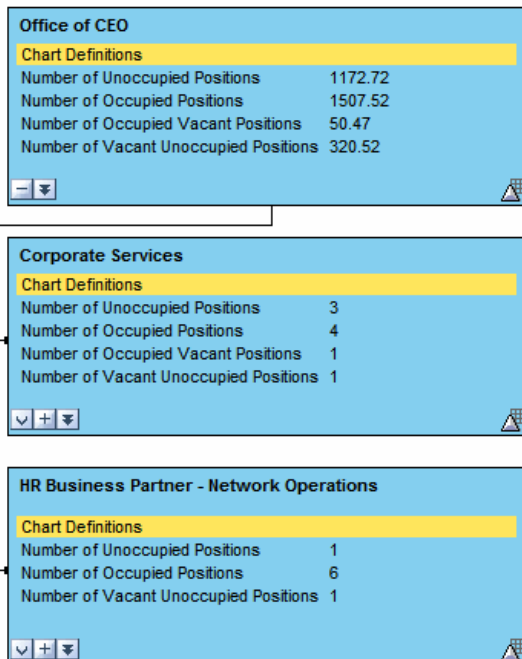 Office of CEO
Chart Definitions
Number of Unoccupied Positions 1172.72
Number of Occupied Positions 1507.52
Number of Occupied Vacant Positions 50.47
Number of Vacant Unoccupied Positions 320.52
Corporate Services
Chart Definitions
Number of Unoccupied Positions 3
Number of Occupied Positions 4
Number of Occupied Vacant Positions 1
Number of Vacant Unoccupied Positions 1
HR Business Partner - Network Operations
Chart Definitions
Number of Unoccupied Positions 1
Number of Occupied Positions 6
Number of Vacant Unoccupied Positions 1